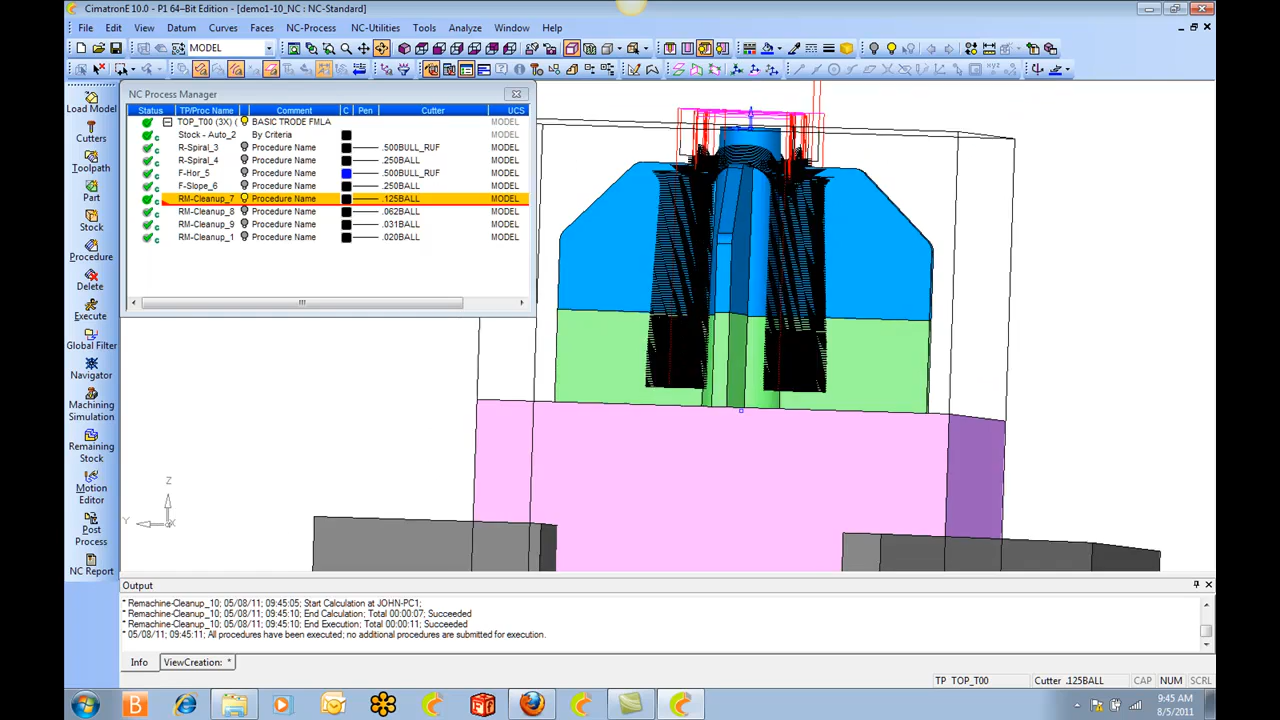 CimatronE 10.0 - P1 64-Bit Edition - [demo1-10_NC : NC-Standard]
File Edit View Datum Curves Faces NC-Process NC-Utilities Tools Analyze Window Help
MODEL
NC Process Manager
Status TP/Proc Name Comment C Pen Cutter UCS
TOP_T00 (3X) ( BASIC TRODE FMLA MODEL
Stock - Auto_2 By Criteria MODEL
R-Spiral_3 Procedure Name .500BULL_RUF MODEL
R-Spiral_4 Procedure Name .250BALL MODEL
F-Hor_5 Procedure Name .500BULL_RUF MODEL
F-Slope_6 Procedure Name .250BALL MODEL
RM-Cleanup_7 Procedure Name .125BALL MODEL
RM-Cleanup_8 Procedure Name .062BALL MODEL
RM-Cleanup_9 Procedure Name .031BALL MODEL
RM-Cleanup_1 Procedure Name .020BALL MODEL
Load Model
Cutters
Toolpath
Part
Stock
Procedure
Delete
Execute
Global Filter
Navigator
Machining
Simulation
Remaining
Stock
Motion
Editor
Post
Process
NC Report
Z
Y
X
Output
* Remachine-Cleanup_10; 05/08/11; 09:45:05; Start Calculation at JOHN-PC1;
* Remachine-Cleanup_10; 05/08/11; 09:45:10; End Calculation; Total 00:00:07; Succeeded
* Remachine-Cleanup_10; 05/08/11; 09:45:10; End Execution; Total 00:00:11; Succeeded
* 05/08/11; 09:45:11; All procedures have been executed; no additional procedures are submitted for execution.
Info ViewCreation: *
TP TOP_T00 Cutter .125BALL CAP NUM SCRL
9:45 AM
8/5/2011